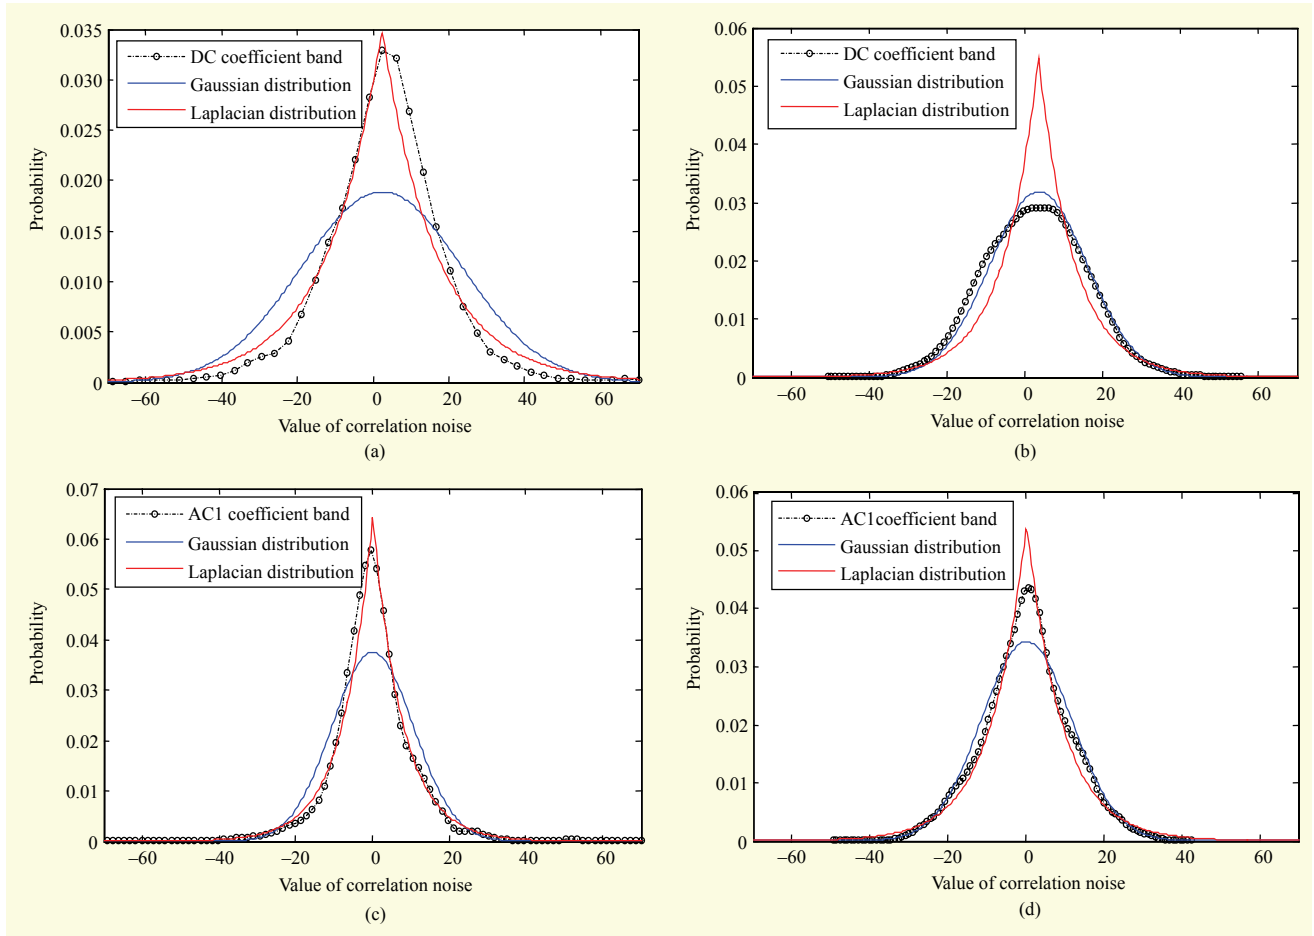 0.035
0.030
0.025
0.020
0.015
0.010
0.005
0
Probability
DC coefficient band
Gaussian distribution
Laplacian distribution
–60 –40 –20 0 20 40 60
Value of correlation noise
(a)
0.06
0.05
0.04
0.03
0.02
0.01
0
Probability
DC coefficient band
Gaussian distribution
Laplacian distribution
–60 –40 –20 0 20 40 60
Value of correlation noise
(b)
0.07
0.06
0.05
0.04
0.03
0.02
0.01
0
Probability
AC1 coefficient band
Gaussian distribution
Laplacian distribution
–60 –40 –20 0 20 40 60
Value of correlation noise
(c)
0.06
0.05
0.04
0.03
0.02
0.01
0
Probability
AC1coefficient band
Gaussian distribution
Laplacian distribution
–60 –40 –20 0 20 40 60
Value of correlation noise
(d)